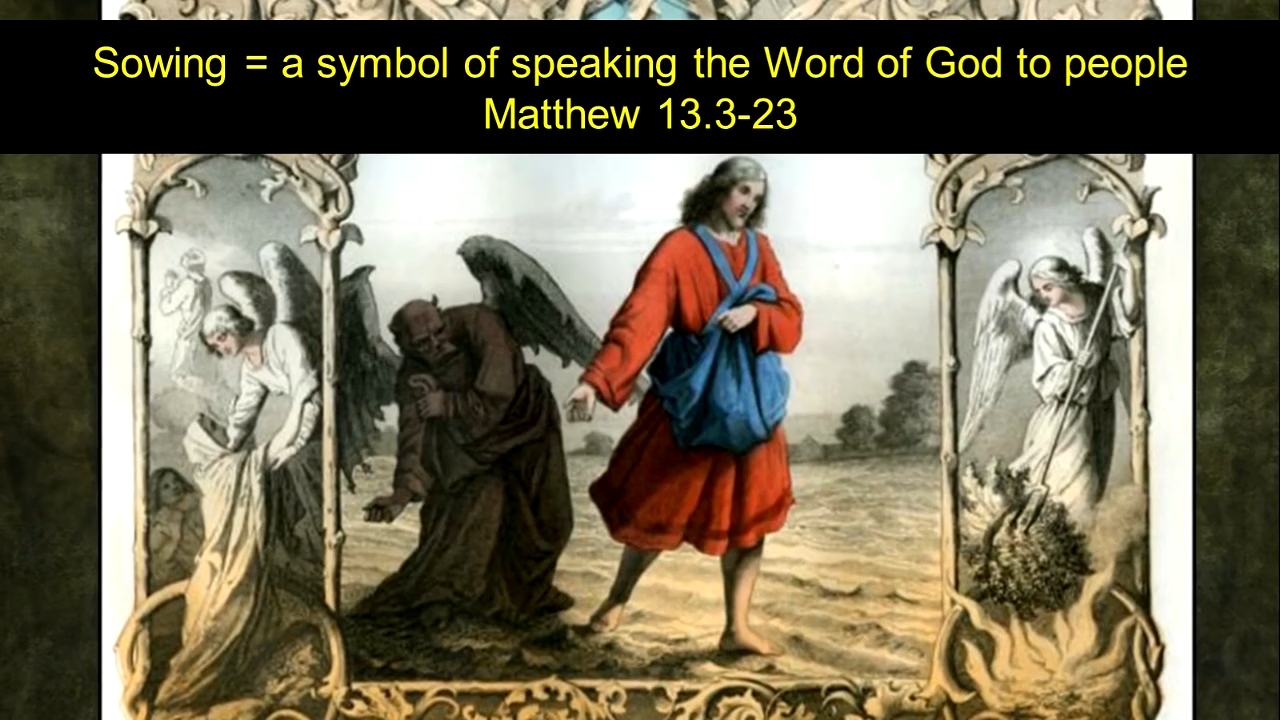 Sowing = a symbol of speaking the Word of God to people
Matthew 13.3-23